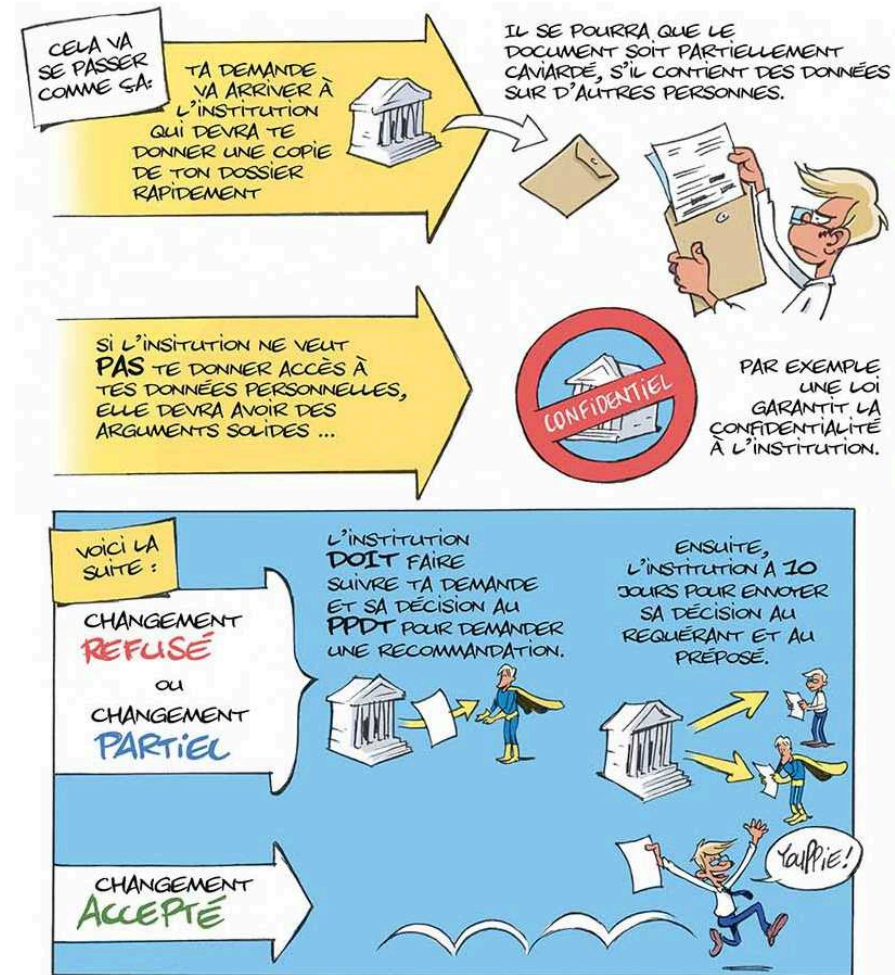 CELA VA
SE PASSER
COMME ÇA:
TA DEMANDE
VA ARRIVER À
L'INSTITUTION
QUI DEVRA TE
DONNER UNE COPIE
DE TON DOSSIER
RAPIDEMENT
IL SE POURRA QUE LE
DOCUMENT SOIT PARTIELLEMENT
CAVIARDÉ, S'IL CONTIENT DES DONNÉES
SUR D'AUTRES PERSONNES.
SI L'INSITUTION NE VEUT
PAS TE DONNER ACCÈS À
TES DONNÉES PERSONNELLES,
ELLE DEVRA AVOIR DES
ARGUMENTS SOLIDES ...
CONFIDENTIEL
PAR EXEMPLE
UNE LOI
GARANTIT LA
CONFIDENTIALITÉ
À L'INSTITUTION.
VOICI LA
SUITE :
CHANGEMENT
REFUSÉ
OU
CHANGEMENT
PARTIEL
L'INSTITUTION
DOIT FAIRE
SUIVRE TA DEMANDE
ET SA DÉCISION AU
PPDT POUR DEMANDER
UNE RECOMMANDATION.
ENSUITE,
L'INSTITUTION A 10
JOURS POUR ENVOYER
SA DÉCISION AU
REQUÉRANT ET AU
PRÉPOSÉ.
CHANGEMENT
ACCEPTÉ
YOUPPIE!